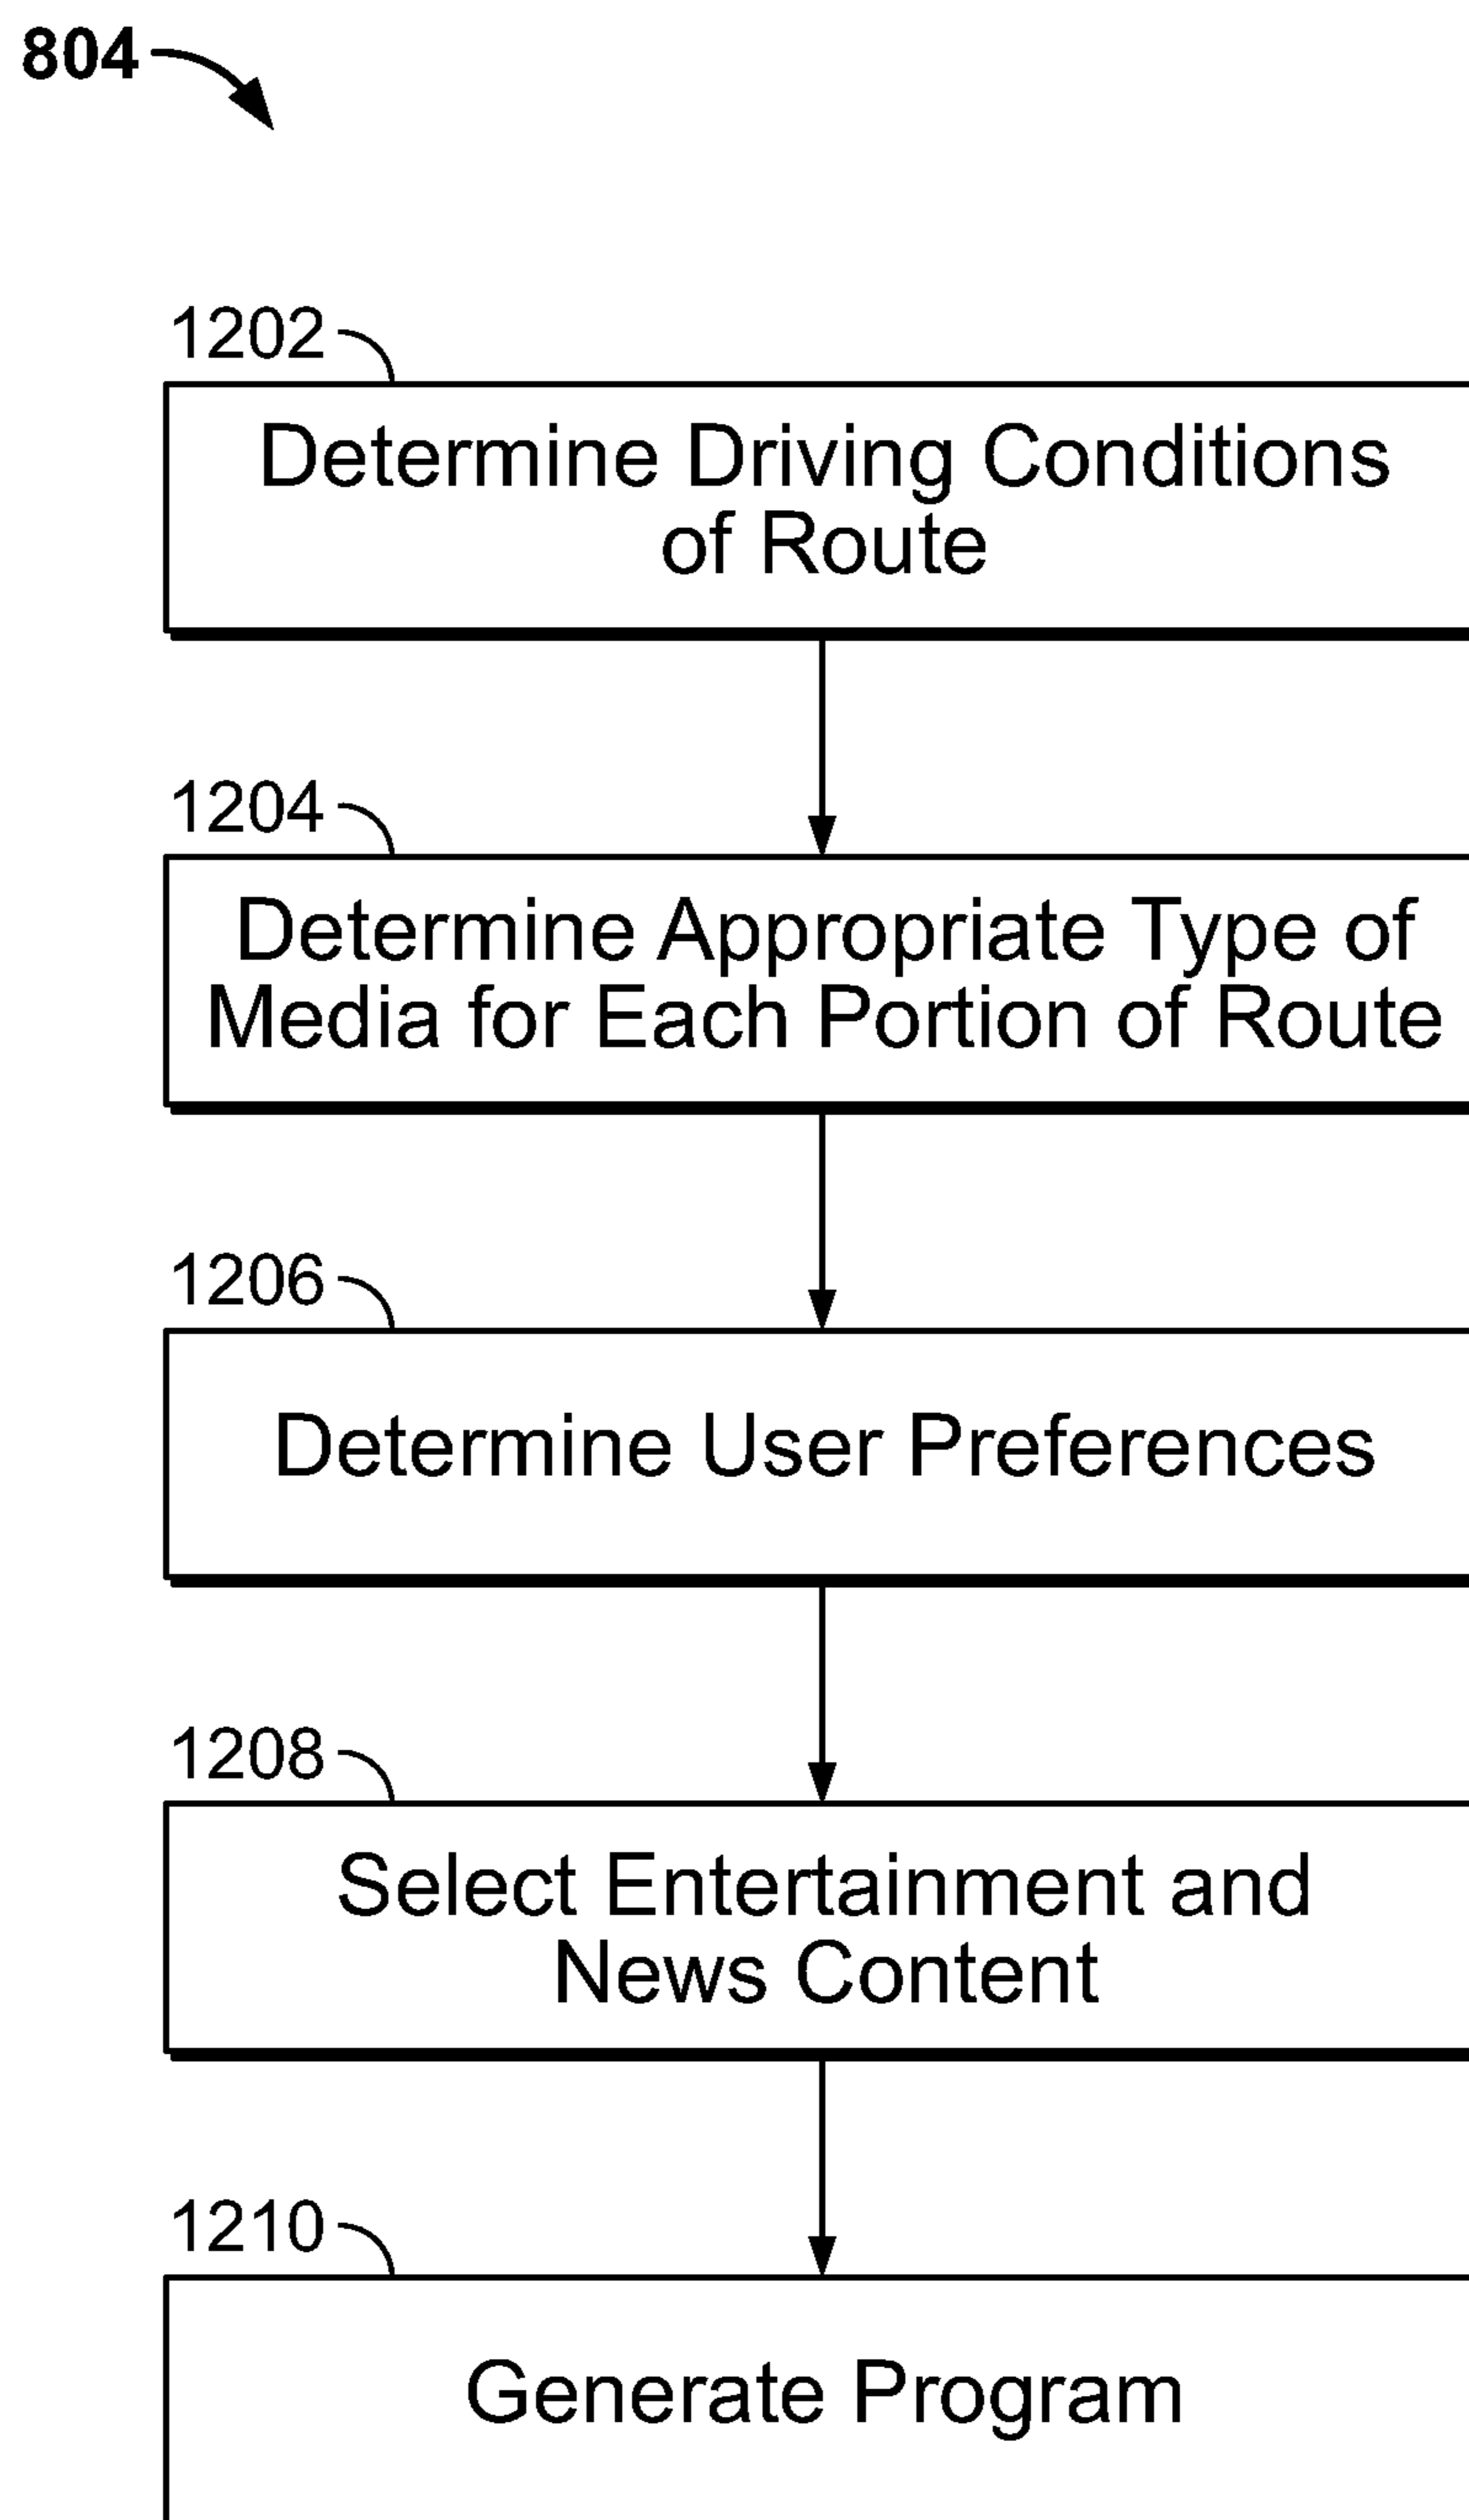 804
1202
Determine Driving Conditions
of Route
1204
Determine Appropriate Type of
Media for Each Portion of Route
1206
Determine User Preferences
1208
Select Entertainment and
News Content
1210
Generate Program